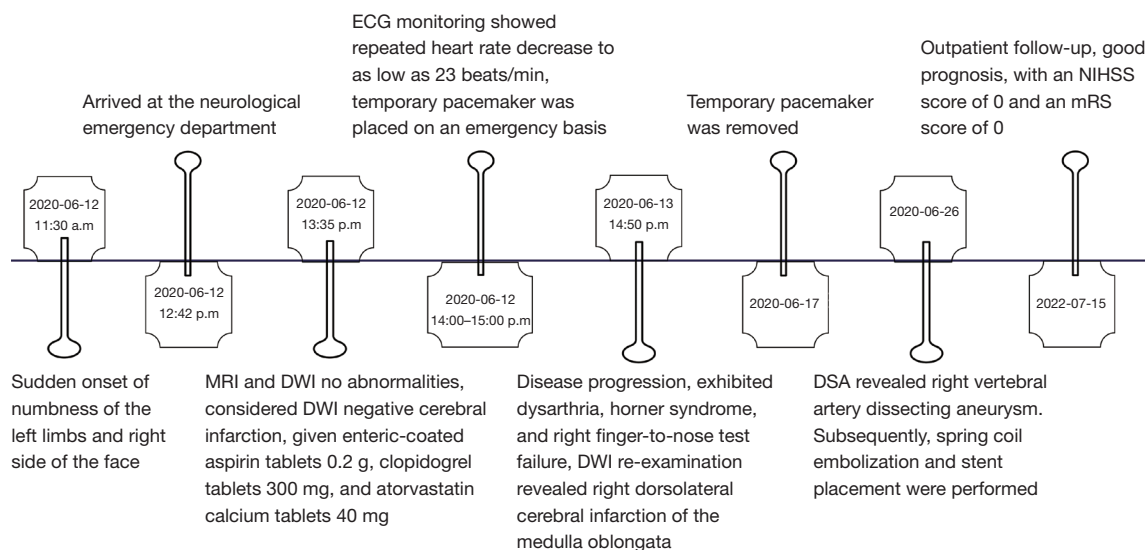 ECG monitoring showed
repeated heart rate decrease to
as low as 23 beats/min,
temporary pacemaker was
placed on an emergency basis
Outpatient follow-up, good
prognosis, with an NIHSS
score of 0 and an mRS
score of 0
Arrived at the neurological
emergency department
Temporary pacemaker
was removed
2020-06-12
11:30 a.m
2020-06-12
13:35 p.m
2020-06-13
14:50 p.m
2020-06-26
2020-06-12
12:42 p.m
2020-06-12
14:00–15:00 p.m
2020-06-17
2022-07-15
Sudden onset of
numbness of the
left limbs and right
side of the face
MRI and DWI no abnormalities,
considered DWI negative cerebral
infarction, given enteric-coated
aspirin tablets 0.2 g, clopidogrel
tablets 300 mg, and atorvastatin
calcium tablets 40 mg
Disease progression, exhibited
dysarthria, horner syndrome,
and right finger-to-nose test
failure, DWI re-examination
revealed right dorsolateral
cerebral infarction of the
medulla oblongata
DSA revealed right vertebral
artery dissecting aneurysm.
Subsequently, spring coil
embolization and stent
placement were performed